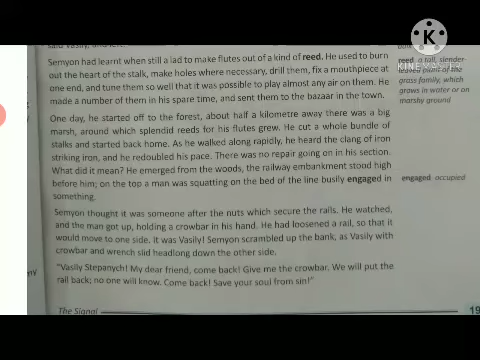 said Vasily, and left.
Semyon had learnt when still a lad to make flutes out of a kind of reed. He used to burn
out the heart of the stalk, make holes where necessary, drill them, fix a mouthpiece at
one end, and tune them so well that it was possible to play almost any air on them. He
made a number of them in his spare time, and sent them to the bazaar in the town.
One day, he started off to the forest, about half a kilometre away there was a big
marsh, around which splendid reeds for his flutes grew. He cut a whole bundle of
stalks and started back home. As he walked along rapidly, he heard the clang of iron
striking iron, and he redoubled his pace. There was no repair going on in his section.
What did it mean? He emerged from the woods, the railway embankment stood high
before him; on the top a man was squatting on the bed of the line busily engaged in
something.
Semyon thought it was someone after the nuts which secure the rails. He watched,
and the man got up, holding a crowbar in his hand. He had loosened a rail, so that it
would move to one side. It was Vasily! Semyon scrambled up the bank, as Vasily with
crowbar and wrench slid headlong down the other side.
"Vasily Stepanych! My dear friend, come back! Give me the crowbar. We will put the
rail back; no one will know. Come back! Save your soul from sin!"
The Signal
reed a tall, slender-
leaved plant of the
grass family, which
grows in water or on
marshy ground
engaged occupied
19
K
KINEMASTER